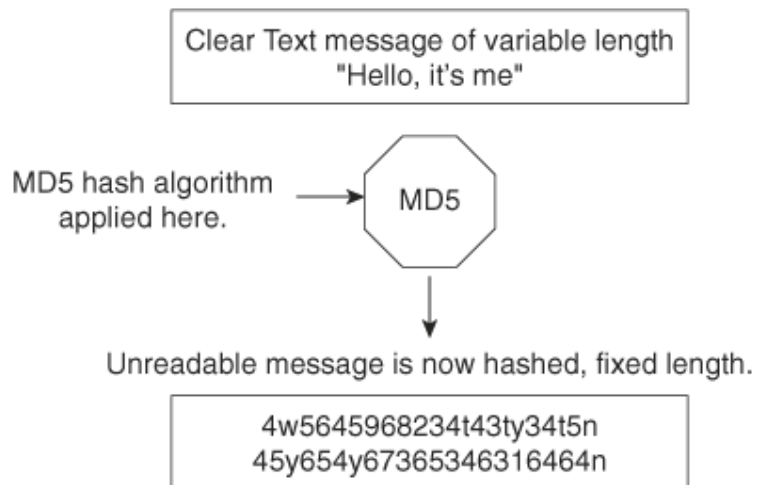 Clear Text message of variable length
"Hello, it's me"
MD5 hash algorithm
applied here.
MD5
Unreadable message is now hashed, fixed length.
4w5645968234t43ty34t5n
45y654y67365346316464n